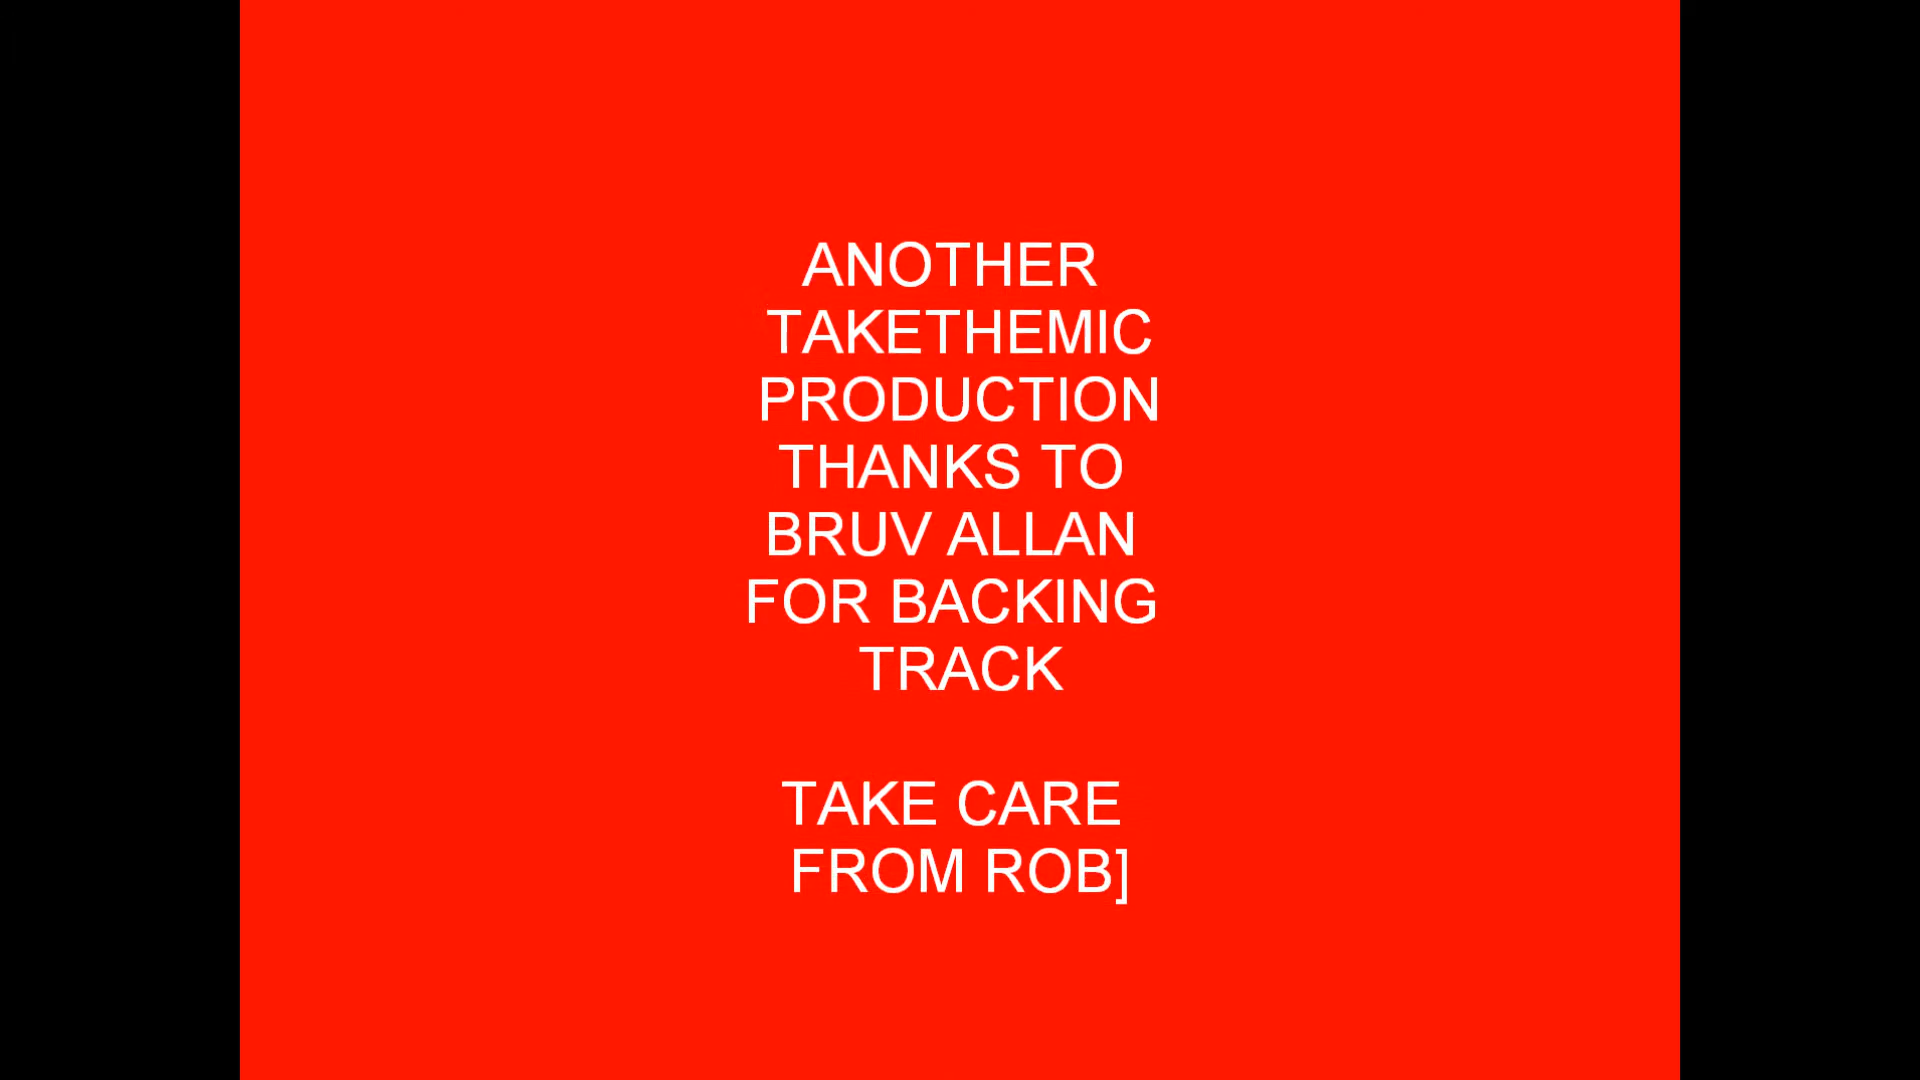 ANOTHER
TAKETHEMIC
PRODUCTION
THANKS TO
BRUV ALLAN
FOR BACKING
TRACK
TAKE CARE
FROM ROB]